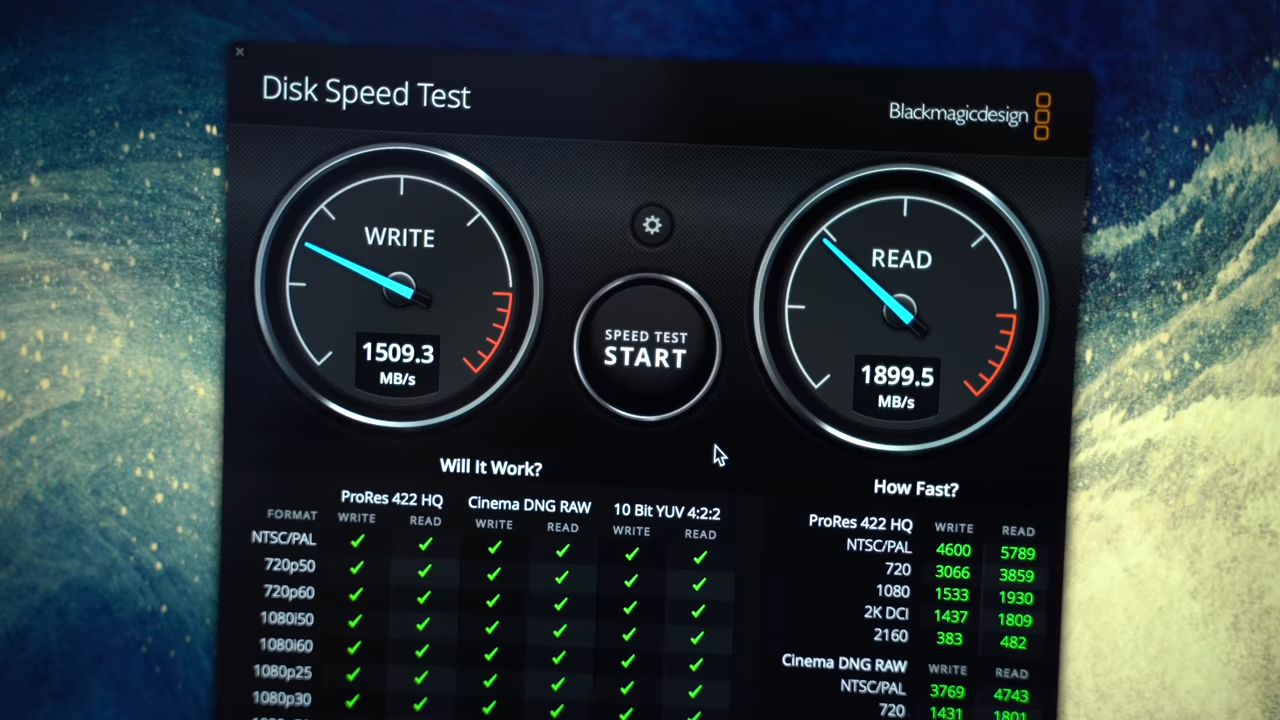 Disk Speed Test
Blackmagicdesign
WRITE
1509.3
MB/s
SPEED TEST
START
READ
1899.5
MB/s
Will It Work?
FORMAT
ProRes 422 HQ Cinema DNG RAW 10 Bit YUV 4:2:2
WRITE READ WRITE READ WRITE READ
NTSC/PAL ✓ ✓ ✓ ✓ ✓ ✓
720p50 ✓ ✓ ✓ ✓ ✓ ✓
720p60 ✓ ✓ ✓ ✓ ✓ ✓
1080i50 ✓ ✓ ✓ ✓ ✓ ✓
1080i60 ✓ ✓ ✓ ✓ ✓ ✓
1080p25 ✓ ✓ ✓ ✓ ✓ ✓
1080p30 ✓ ✓ ✓ ✓ ✓ ✓
How Fast?
ProRes 422 HQ WRITE READ
NTSC/PAL 4600 5789
720 3066 3859
1080 1533 1930
2K DCI 1437 1809
2160 383 482
Cinema DNG RAW WRITE READ
NTSC/PAL 3769 4743
720 1431 1801